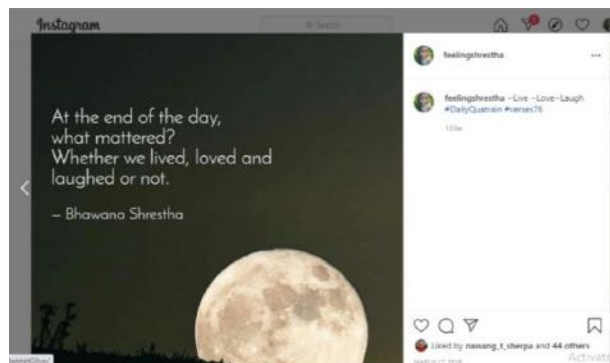 Instagram
Search
feelingshrestha
At the end of the day,
what mattered?
Whether we lived, loved and
laughed or not.
– Bhawana Shrestha
feelingshrestha ~Live ~Love~Laugh
#DailyQuatrain #verses76
Liked by nawang_t_sherpa and 44 others
Activate